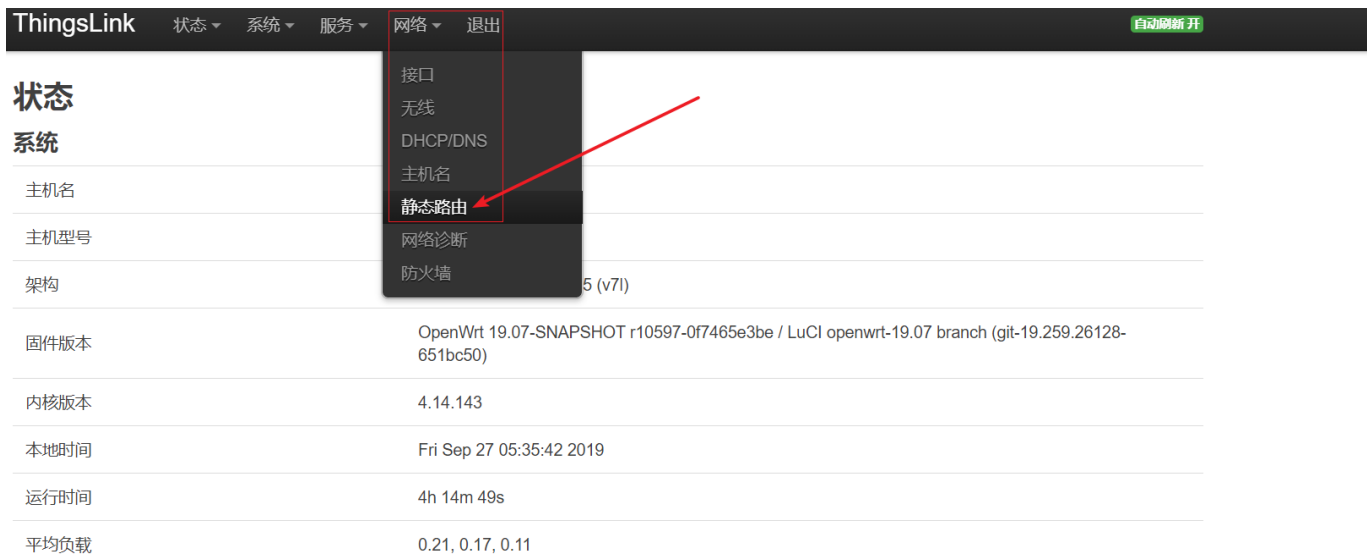 ThingsLink 状态 系统 服务 网络 退出 自动刷新 开
接口
无线
DHCP/DNS
主机名
静态路由
网络诊断
防火墙
状态
系统
主机名
主机型号
架构 5 (v7l)
固件版本 OpenWrt 19.07-SNAPSHOT r10597-0f7465e3be / LuCI openwrt-19.07 branch (git-19.259.26128-
651bc50)
内核版本 4.14.143
本地时间 Fri Sep 27 05:35:42 2019
运行时间 4h 14m 49s
平均负载 0.21, 0.17, 0.11